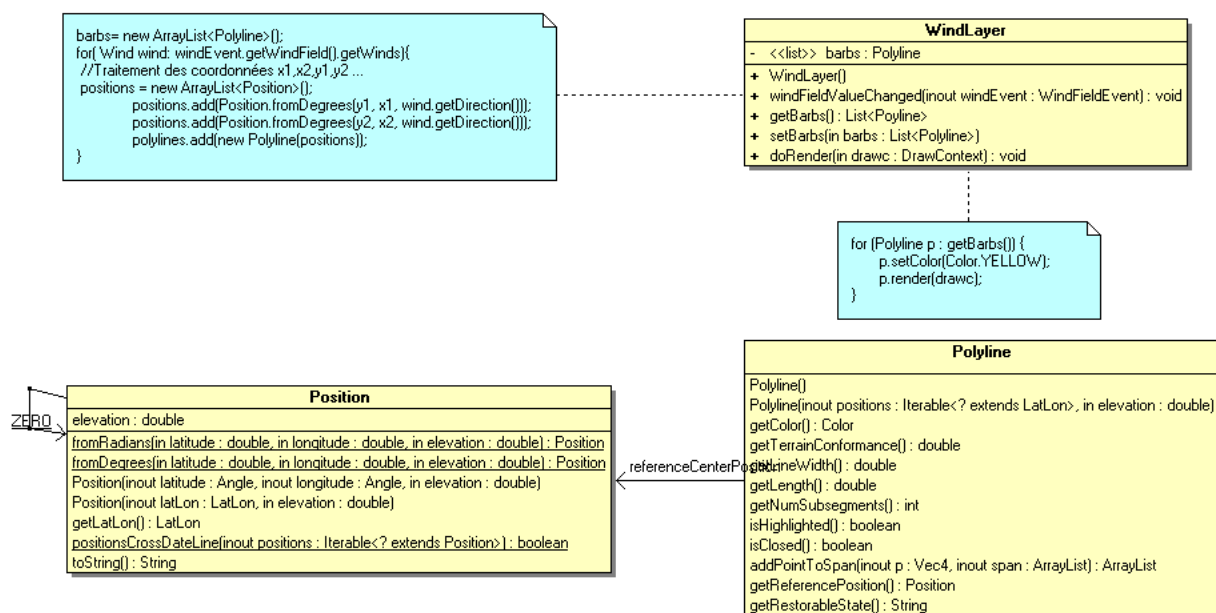 barbs= new ArrayList<Polyline>();
for( Wind wind: windEvent.getWindField().getWinds){
//Traitement des coordonnées x1,x2,y1,y2 ...
positions = new ArrayList<Position>();
positions.add(Position.fromDegrees(y1, x1, wind.getDirection()));
positions.add(Position.fromDegrees(y2, x2, wind.getDirection()));
polylines.add(new Polyline(positions));
}
WindLayer
- <<list>> barbs : Polyline
+ WindLayer()
+ windFieldValueChanged(inout windEvent : WindFieldEvent) : void
+ getBarbs() : List<Poyline>
+ setBarbs(in barbs : List<Polyline>)
+ doRender(in drawc : DrawContext) : void
for (Polyline p : getBarbs()) {
p.setColor(Color.YELLOW);
p.render(drawc);
}
Position
elevation : double
fromRadians(in latitude : double, in longitude : double, in elevation : double) : Position
fromDegrees(in latitude : double, in longitude : double, in elevation : double) : Position
Position(inout latitude : Angle, inout longitude : Angle, in elevation : double)
Position(inout latLon : LatLon, in elevation : double)
getLatLon() : LatLon
positionsCrossDateLine(inout positions : Iterable<? extends Position>) : boolean
toString() : String
ZERO
referenceCenterPosition
Polyline
Polyline()
Polyline(inout positions : Iterable<? extends LatLon>, in elevation : double)
getColor() : Color
getTerrainConformance() : double
getLineWidth() : double
getLength() : double
getNumSubsegments() : int
isHighlighted() : boolean
isClosed() : boolean
addPointToSpan(inout p : Vec4, inout span : ArrayList) : ArrayList
getReferencePosition() : Position
getRestorableState() : String